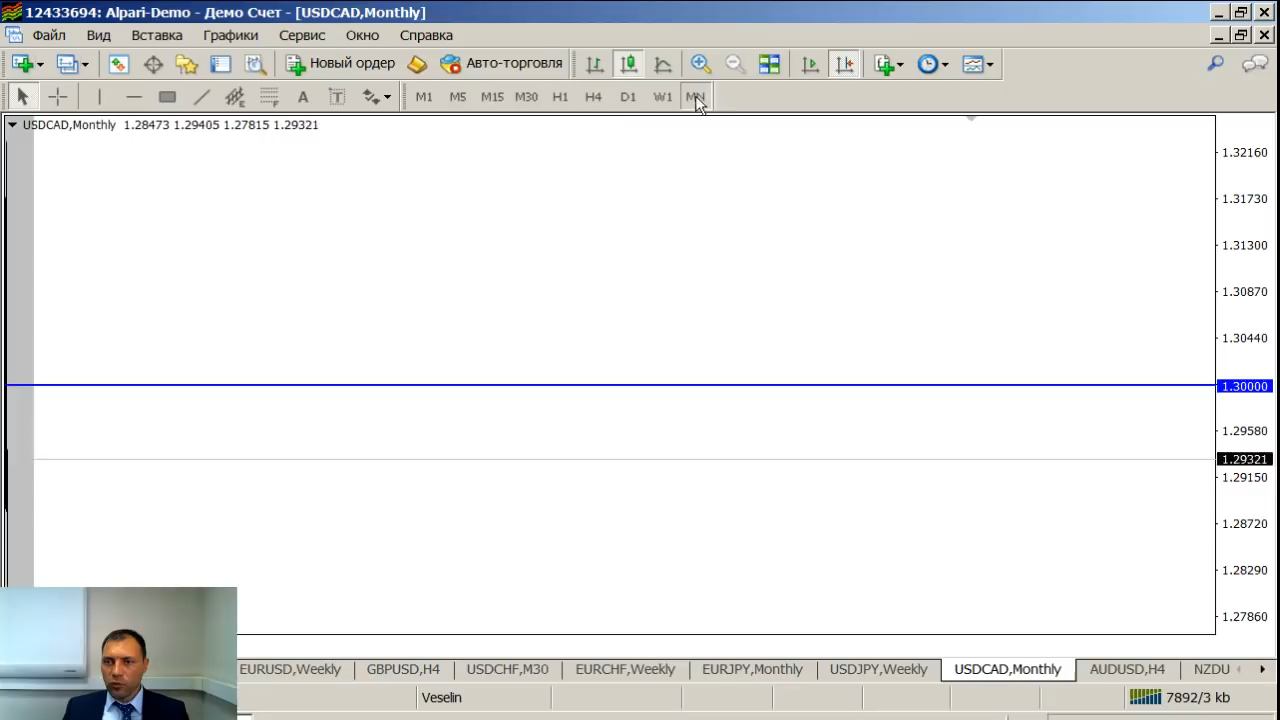 12433694: Alpari-Demo - Демо Счет - [USDCAD,Monthly]
Файл Вид Вставка Графики Сервис Окно Справка
Новый ордер Авто-торговля
A T M1 M5 M15 M30 H1 H4 D1 W1 MN
USDCAD,Monthly 1.28473 1.29405 1.27815 1.29321
1.32160
1.31730
1.31300
1.30870
1.30440
1.30000
1.29580
1.29321
1.29150
1.28720
1.28290
1.27860
EURUSD,Weekly GBPUSD,H4 USDCHF,M30 EURCHF,Weekly EURJPY,Monthly USDJPY,Weekly USDCAD,Monthly AUDUSD,H4 NZDU
Veselin 7892/3 kb